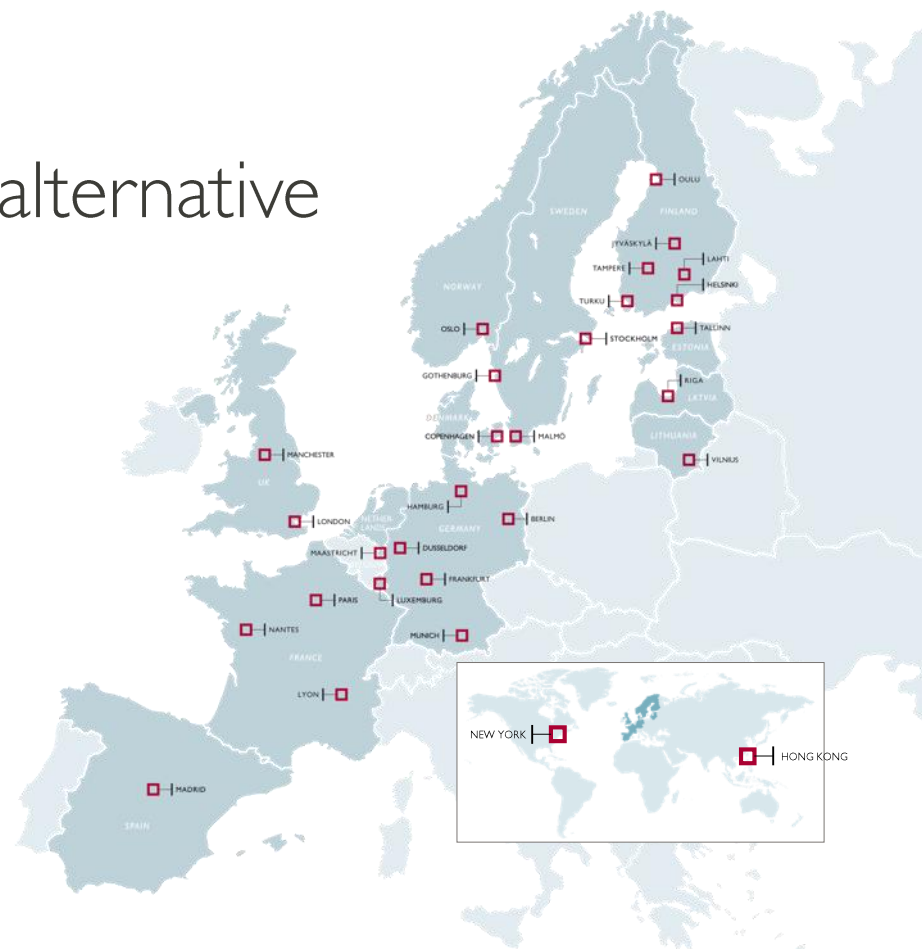 alternative
OULU
SWEDEN
FINLAND
JYVÄSKYLÄ
LAHTI
TAMPERE
HELSINKI
NORWAY
TURKU
OSLO
TALLINN
STOCKHOLM
ESTONIA
GOTHENBURG
RIGA
LATVIA
DENMARK
COPENHAGEN
MALMÖ
LITHUANIA
MANCHESTER
VILNIUS
UK
HAMBURG
LONDON
NETHER
LANDS
GERMANY
BERLIN
MAASTRICHT
DUSSELDORF
FRANKFURT
PARIS
LUXEMBURG
NANTES
MUNICH
FRANCE
LYON
NEW YORK
HONG KONG
MADRID
SPAIN